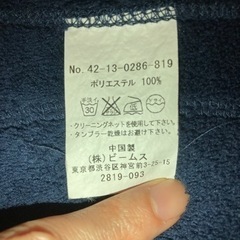 No. 42-13-0286-819
ポリエステル 100%
30
・クリーニングネットを使用して下さい。
・タンブラー乾燥はお避け下さい。
中国製
(株) ビームス
東京都渋谷区神宮前3-25-15
2819-093